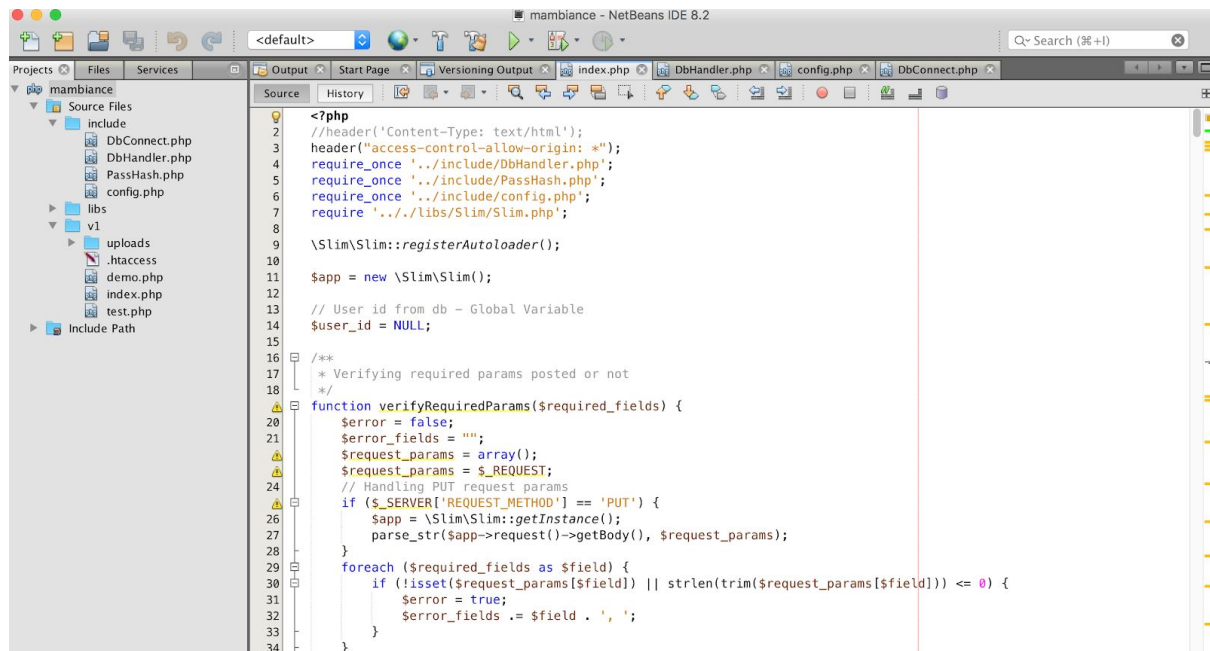 mambiance - NetBeans IDE 8.2
<default>
Search (⌘+I)
Projects Files Services
Output Start Page Versioning Output index.php DbHandler.php config.php DbConnect.php
Source History
mambiance
Source Files
include
DbConnect.php
DbHandler.php
PassHash.php
config.php
libs
v1
uploads
.htaccess
demo.php
index.php
test.php
Include Path
<?php
2 //header('Content-Type: text/html');
3 header("access-control-allow-origin: *");
4 require_once '../include/DbHandler.php';
5 require_once '../include/PassHash.php';
6 require_once '../include/config.php';
7 require '.././libs/Slim/Slim.php';
8
9 \Slim\Slim::registerAutoloader();
10
11 $app = new \Slim\Slim();
12
13 // User id from db - Global Variable
14 $user_id = NULL;
15
16 /**
17 * Verifying required params posted or not
18 */
function verifyRequiredParams($required_fields) {
20 $error = false;
21 $error_fields = "";
$request_params = array();
$request_params = $_REQUEST;
24 // Handling PUT request params
if ($_SERVER['REQUEST_METHOD'] == 'PUT') {
26 $app = \Slim\Slim::getInstance();
27 parse_str($app->request()->getBody(), $request_params);
28 }
29 foreach ($required_fields as $field) {
30 if (!isset($request_params[$field]) || strlen(trim($request_params[$field])) <= 0) {
31 $error = true;
32 $error_fields .= $field . ', ';
33 }
34 }